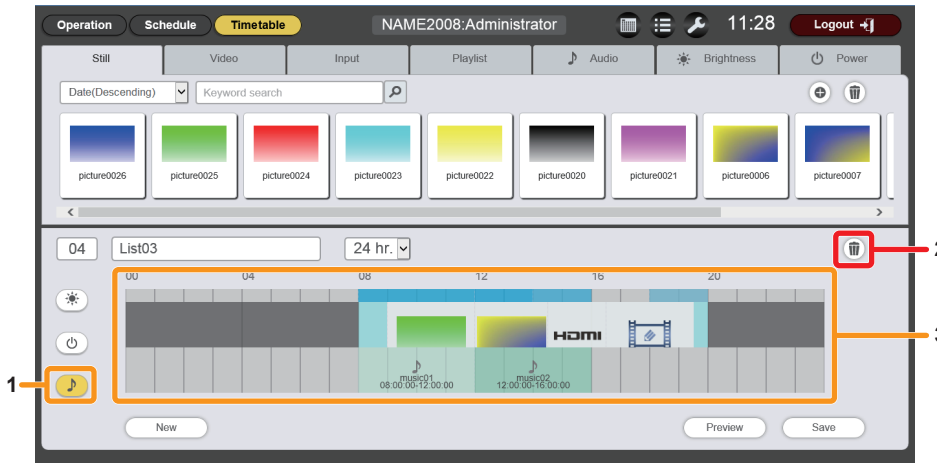 Operation Schedule Timetable NAME2008:Administrator 11:28 Logout
Still Video Input Playlist Audio Brightness Power
Date(Descending) Keyword search
picture0026 picture0025 picture0024 picture0023 picture0022 picture0020 picture0021 picture0006 picture0007
04 List03 24 hr.
2
00 04 08 12 16 20
HDMI
3
music01 music02
08:00:00-12:00:00 12:00:00-16:00:00
1
New Preview Save